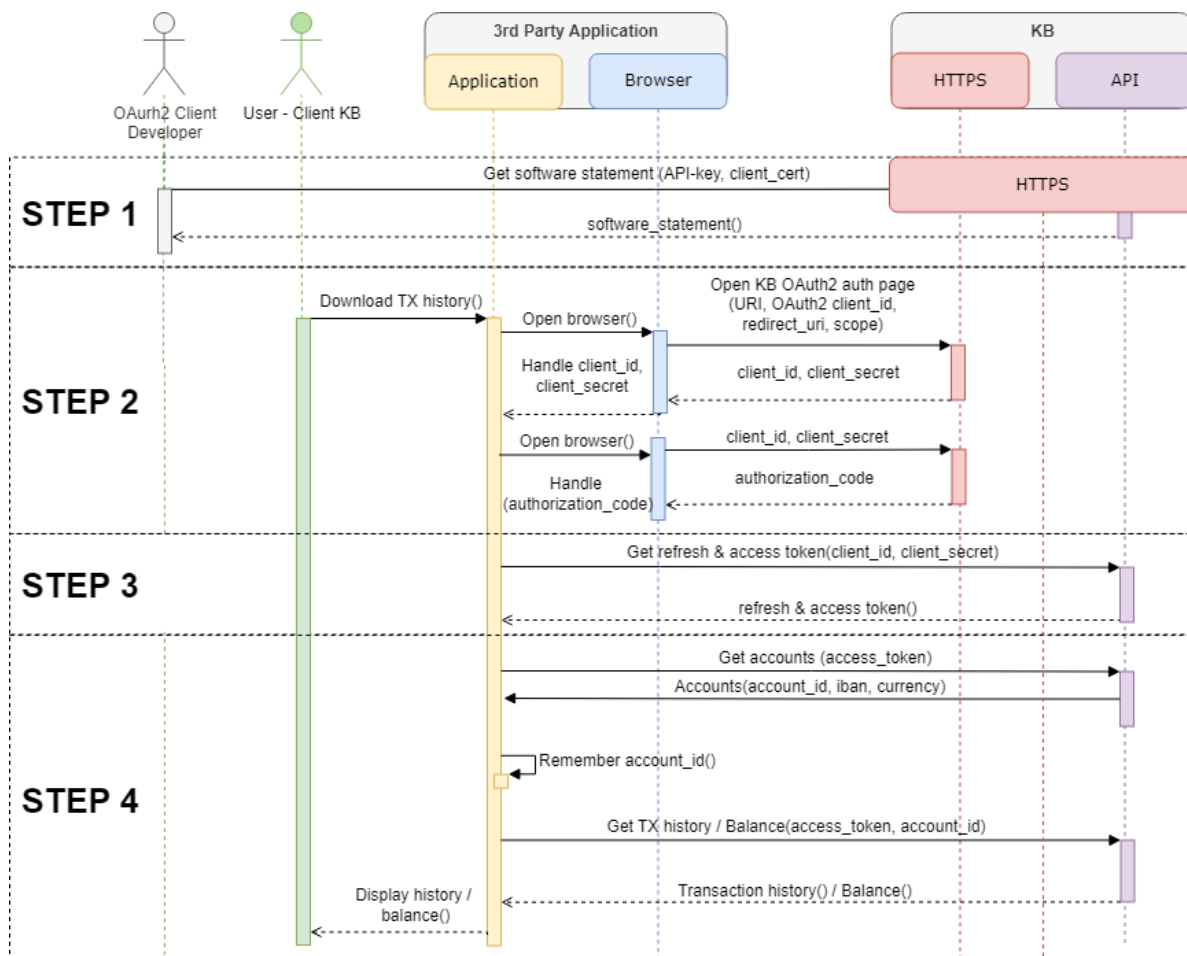 3rd Party Application
KB
Application
Browser
HTTPS
API
OAurh2 Client
Developer
User - Client KB
STEP 1
Get software statement (API-key, client_cert)
HTTPS
software_statement()
STEP 2
Download TX history()
Open browser()
Open KB OAuth2 auth page
(URI, OAuth2 client_id,
redirect_uri, scope)
Handle client_id,
client_secret
client_id, client_secret
Open browser()
client_id, client_secret
Handle
(authorization_code)
authorization_code
STEP 3
Get refresh & access token(client_id, client_secret)
refresh & access token()
STEP 4
Get accounts (access_token)
Accounts(account_id, iban, currency)
Remember account_id()
Get TX history / Balance(access_token, account_id)
Transaction history() / Balance()
Display history /
balance()